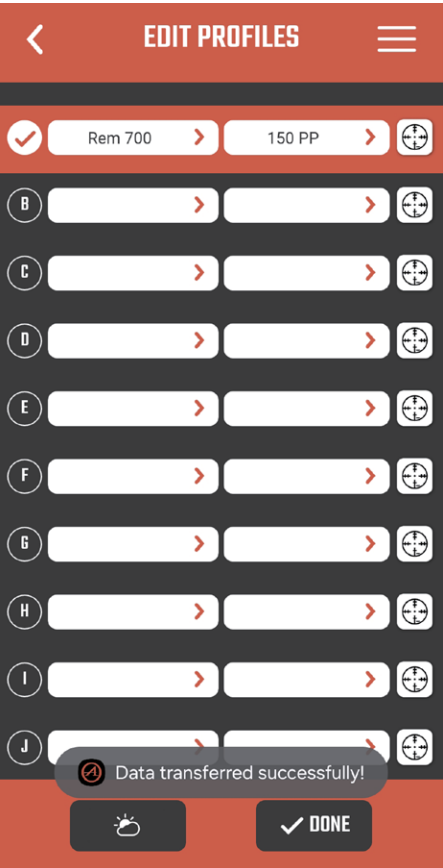 EDIT PROFILES
Rem 700 150 PP
B
C
D
E
F
G
H
I
J
Data transferred successfully!
DONE